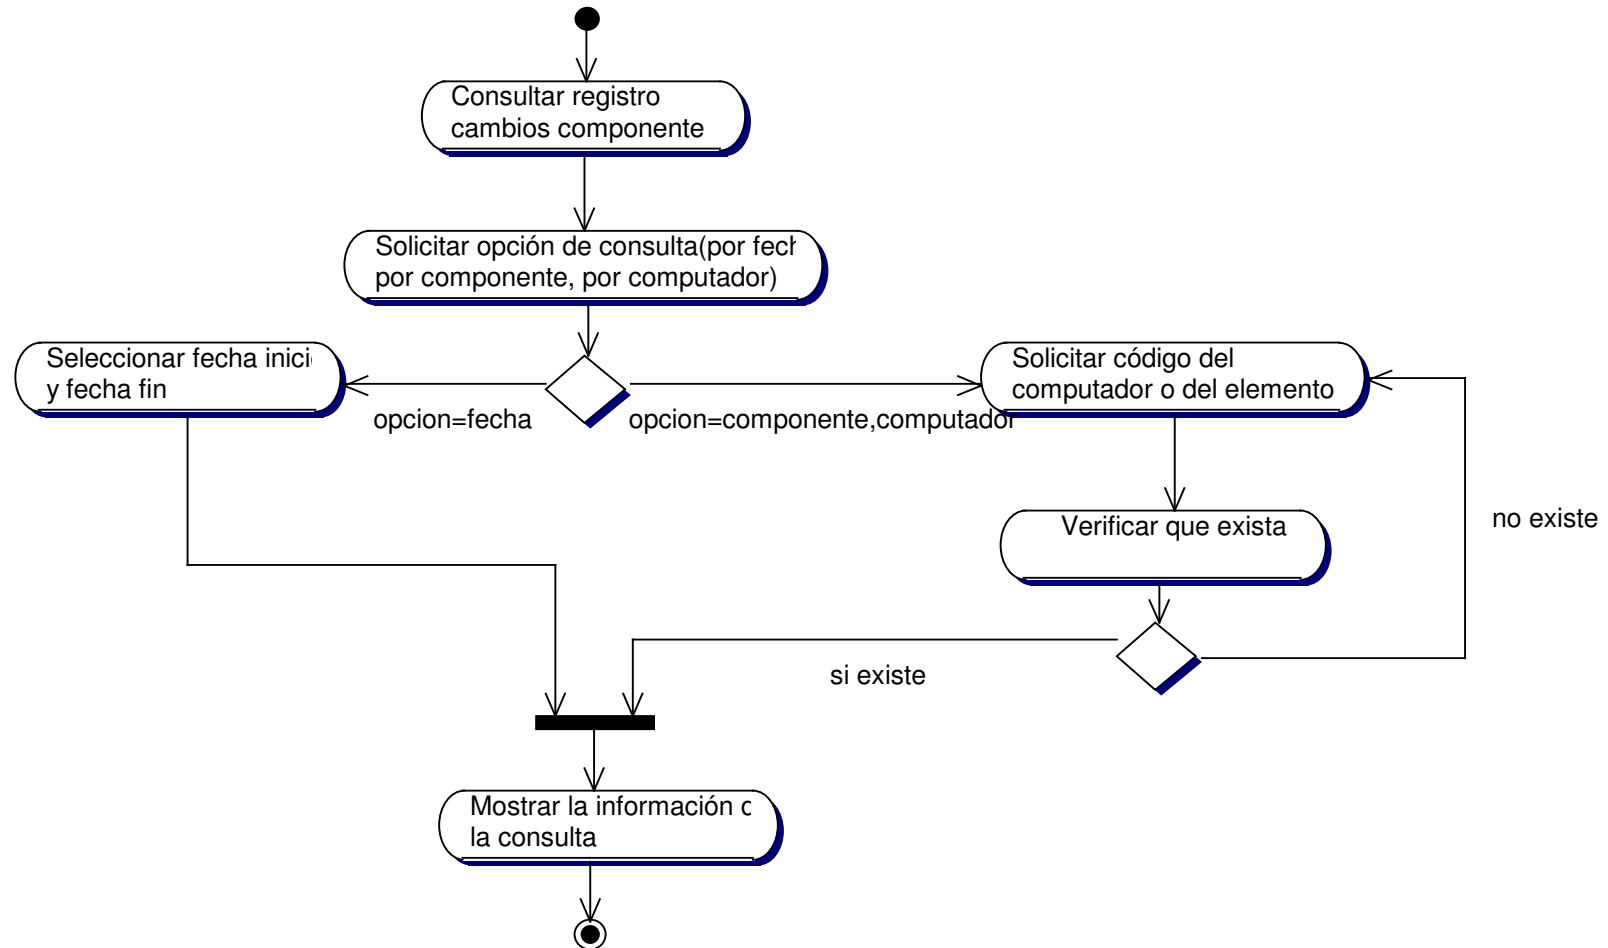 Consultar registro
cambios componente
Solicitar opción de consulta(por fech
por componente, por computador)
Seleccionar fecha inici
y fecha fin
Solicitar código del
computador o del elemento
opcion=fecha
opcion=componente,computador
Verificar que exista
no existe
si existe
Mostrar la información
la consulta